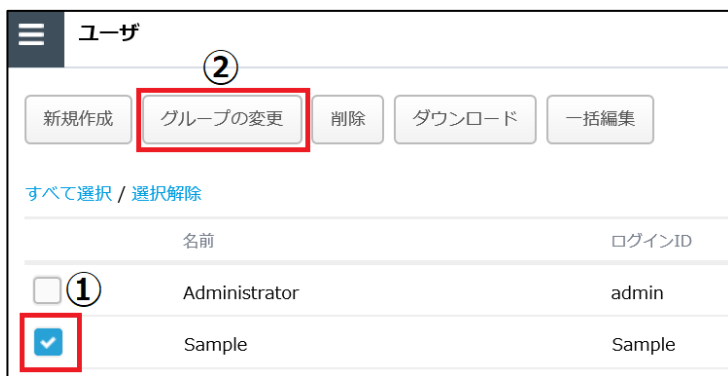 ユーザ
②
新規作成 グループの変更 削除 ダウンロード 一括編集
すべて選択 / 選択解除
名前 ログインID
① Administrator admin
Sample Sample